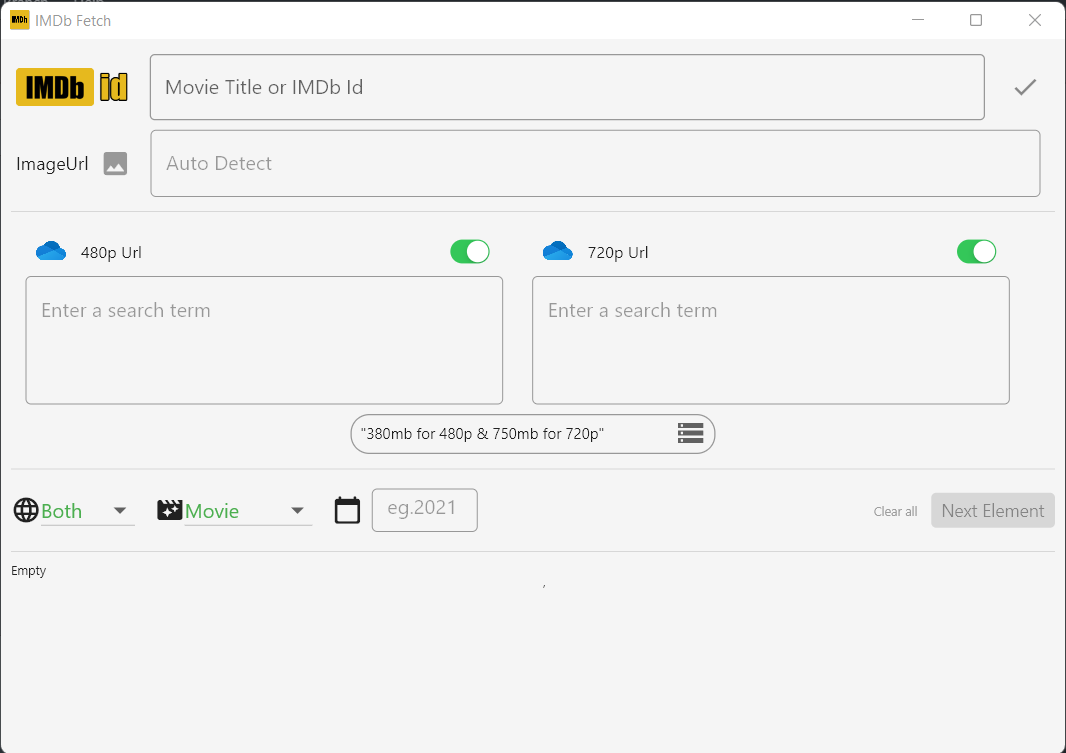 IMDb IMDb Fetch
IMDb id Movie Title or IMDb Id
ImageUrl Auto Detect
480p Url 720p Url
Enter a search term Enter a search term
"380mb for 480p & 750mb for 720p"
Both Movie eg.2021 Clear all Next Element
Empty
,